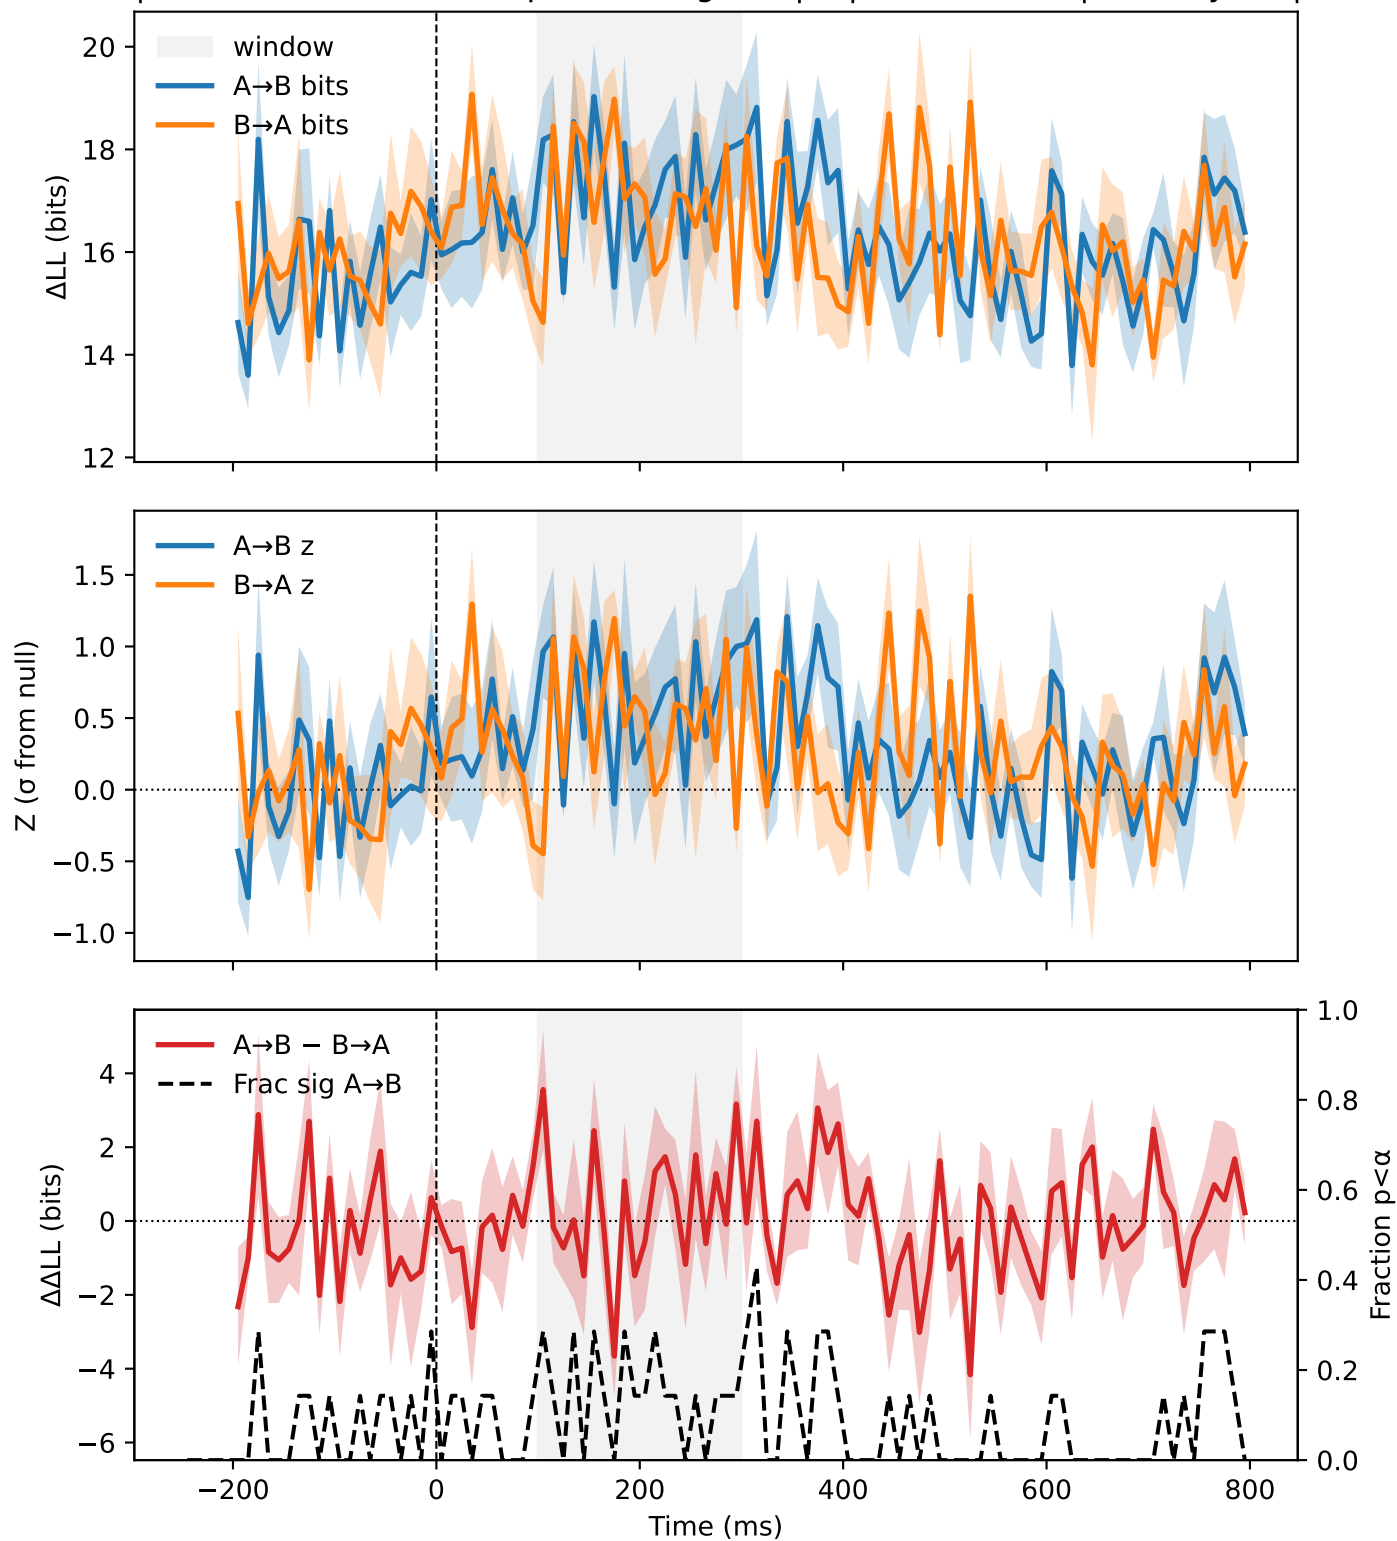 window
A→B bits
B→A bits
20
18
16
14
12
ΔLL (bits)
A→B z
B→A z
1.5
1.0
0.5
0.0
−0.5
−1.0
Z (σ from null)
A→B − B→A
Frac sig A→B
4
2
0
−2
−4
−6
ΔΔLL (bits)
1.0
0.8
0.6
0.4
0.2
0.0
Fraction p<α
−200
0
200
400
600
800
Time (ms)